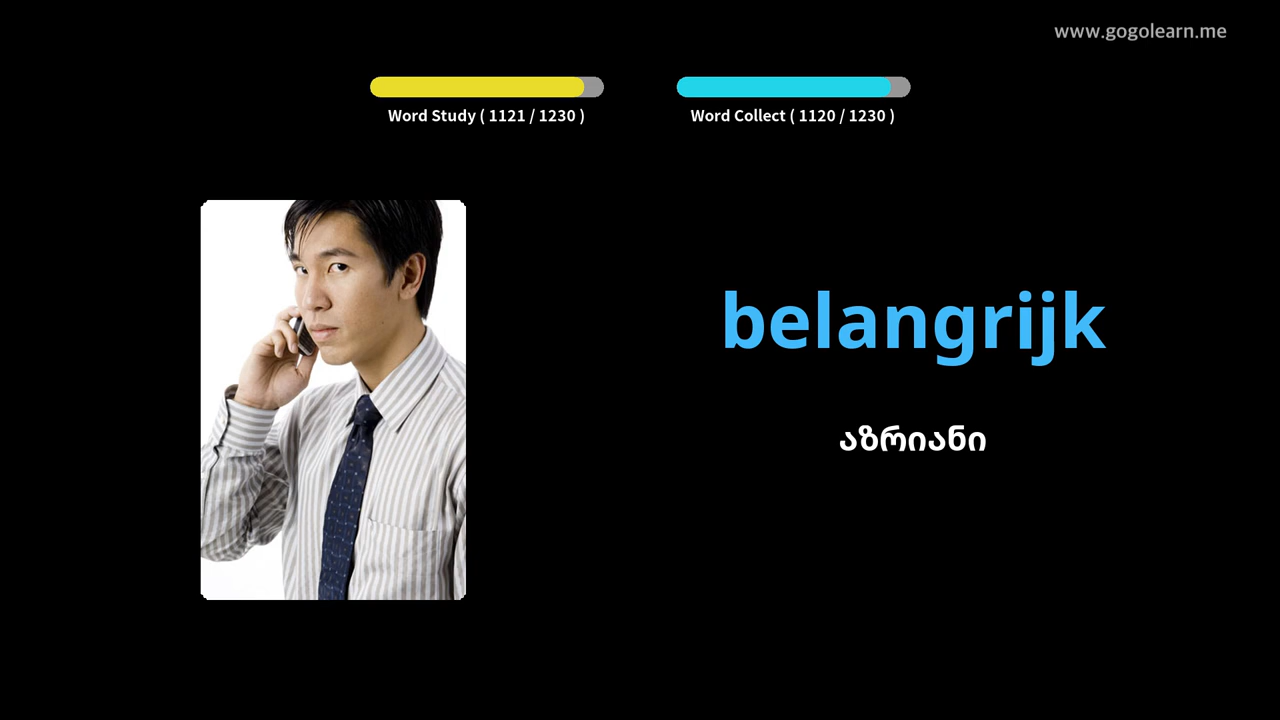 www.gogolearn.me
Word Study ( 1121 / 1230 )
Word Collect ( 1120 / 1230 )
belangrijk
აზრიანი